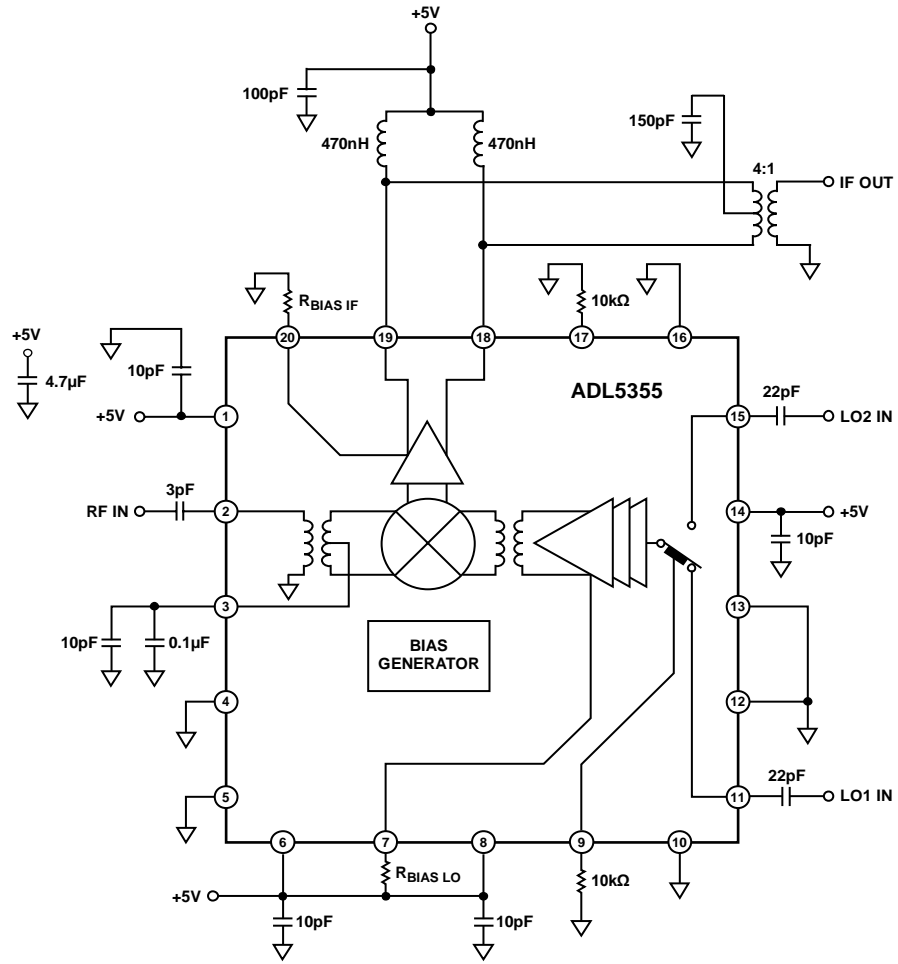 +5V
100pF
470nH
470nH
150pF
4:1
IF OUT
RBIAS IF
10kΩ
20
19
18
17
16
+5V
4.7µF
10pF
+5V
1
ADL5355
22pF
15
LO2 IN
3pF
RF IN
2
14
+5V
10pF
3
10pF
0.1µF
BIAS
GENERATOR
13
4
12
5
22pF
11
LO1 IN
6
7
8
9
10
+5V
RBIAS LO
10kΩ
10pF
10pF